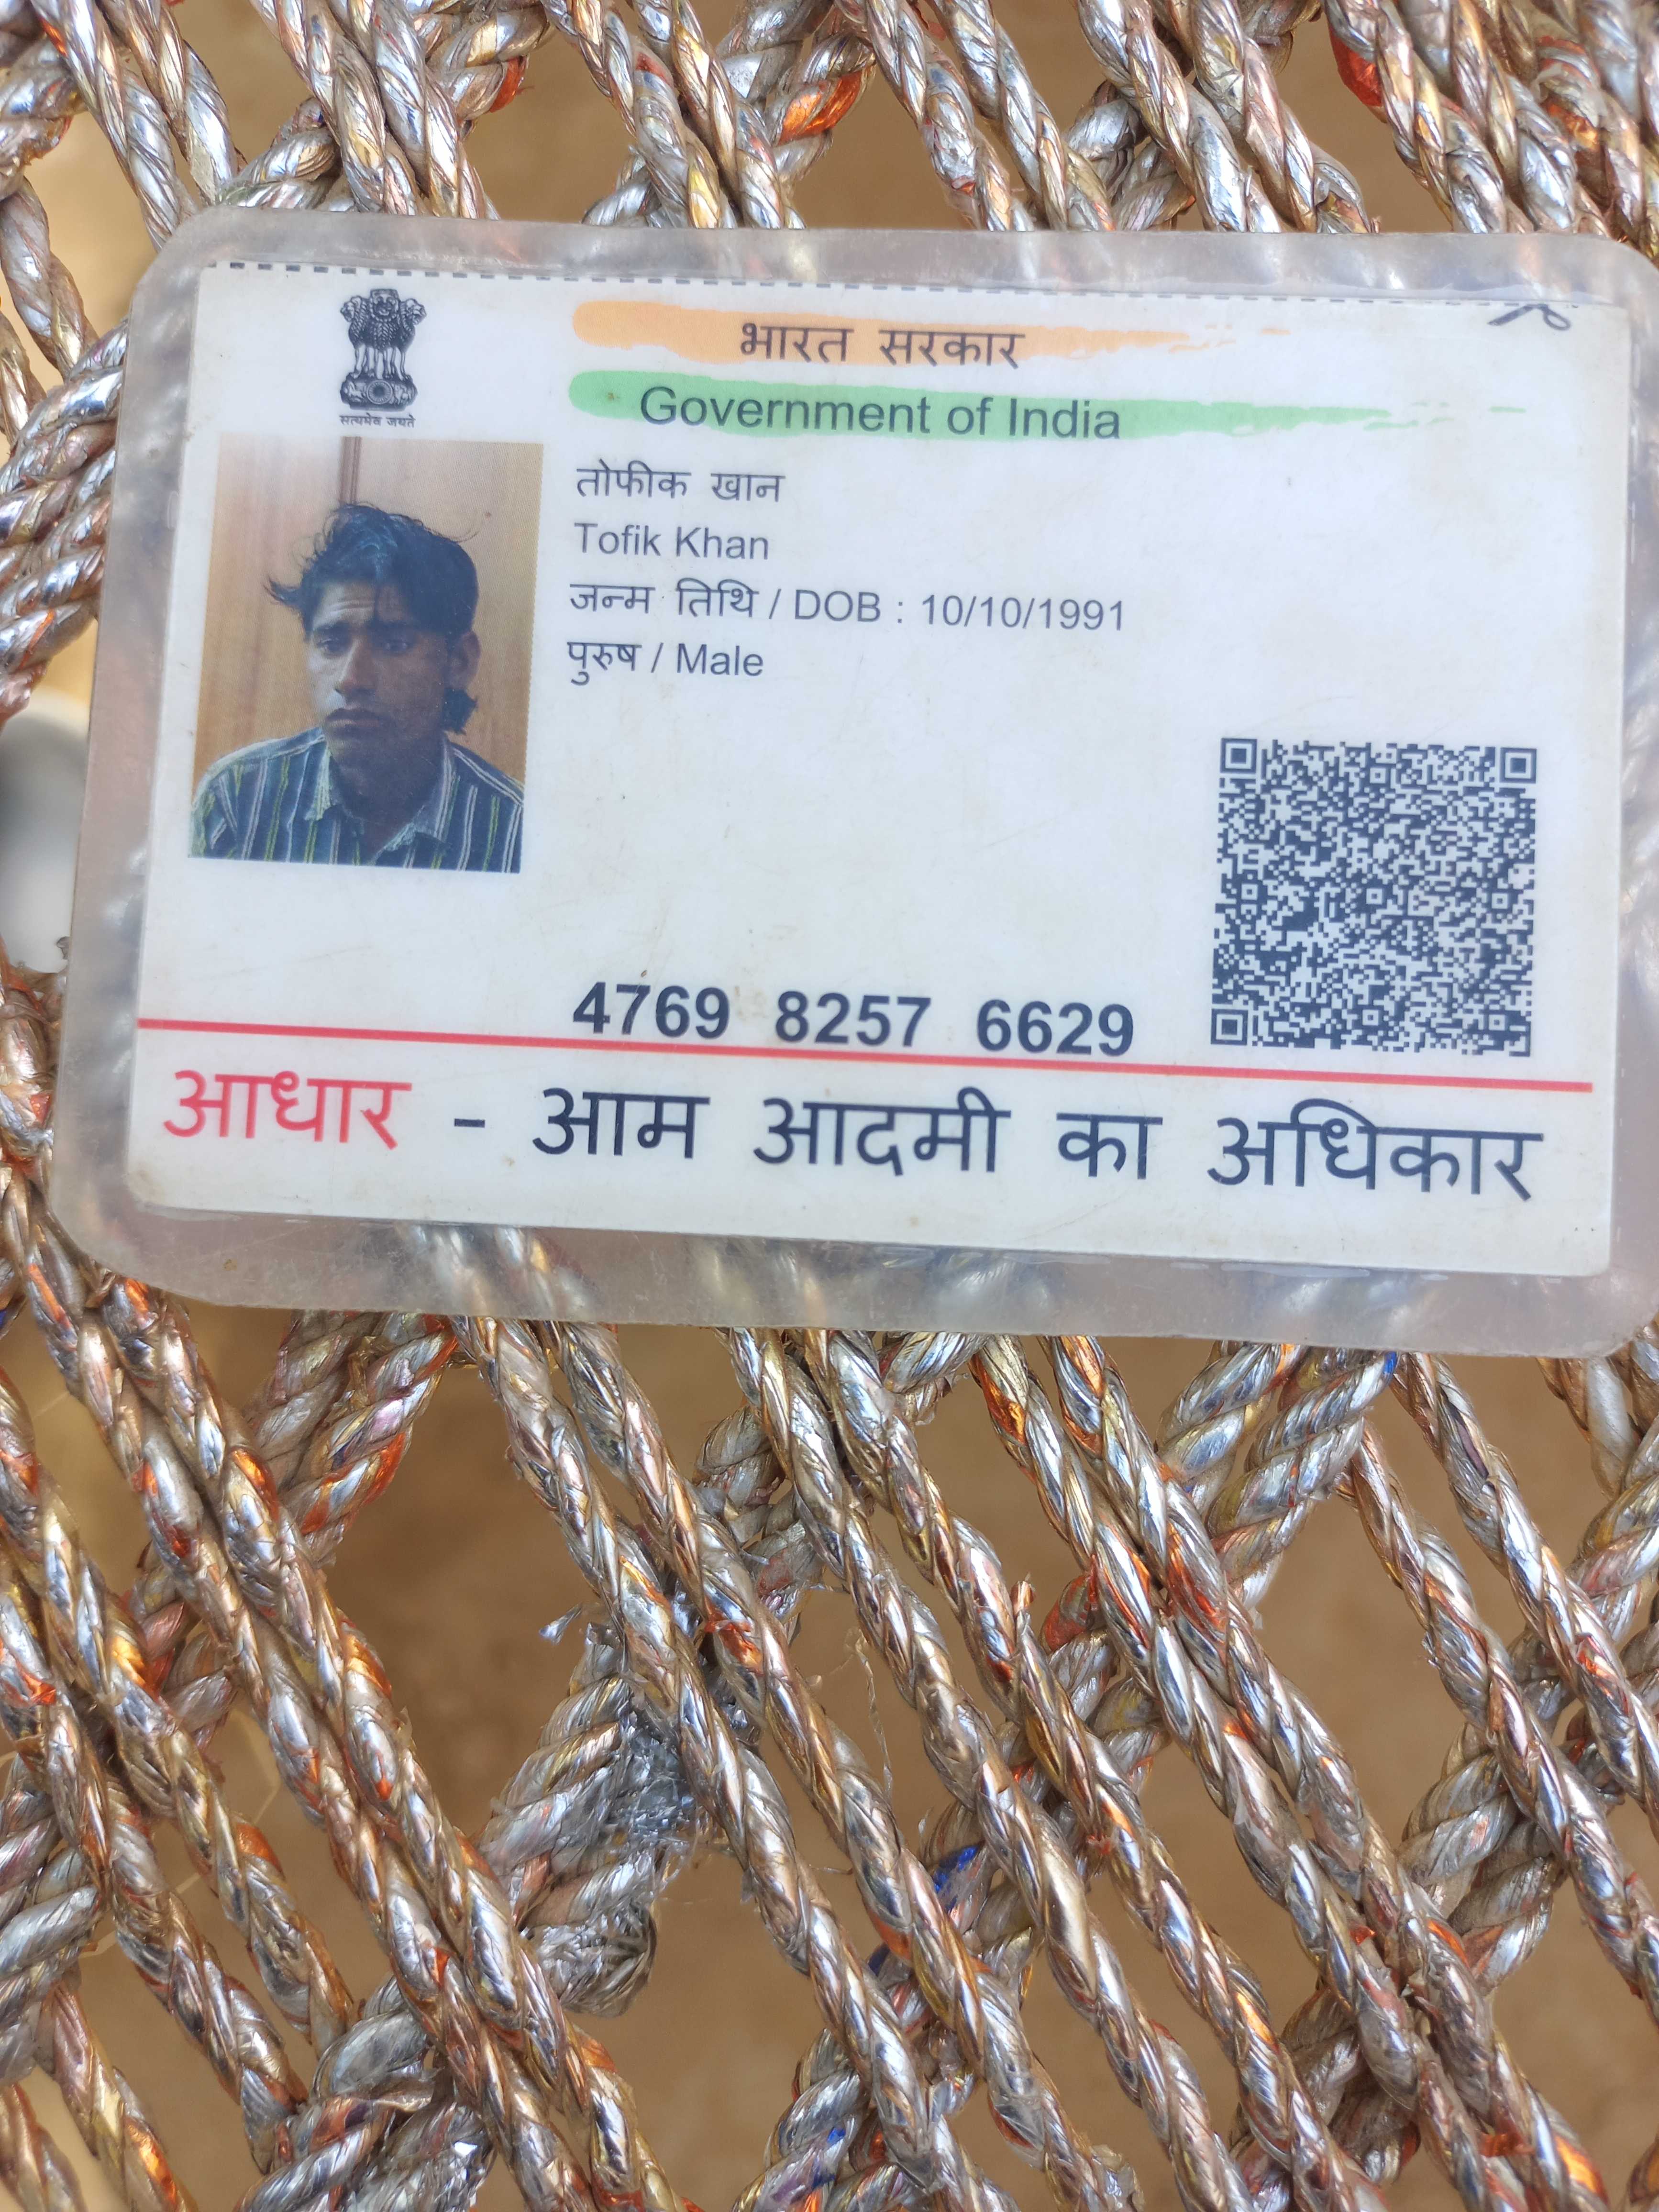 भारत सरकार
Government of India
सत्यमेव जयते
तोफीक खान
Tofik Khan
जन्म तिथि / DOB : 10/10/1991
पुरुष / Male
4769 8257 6629
आधार - आम आदमी का अधिकार